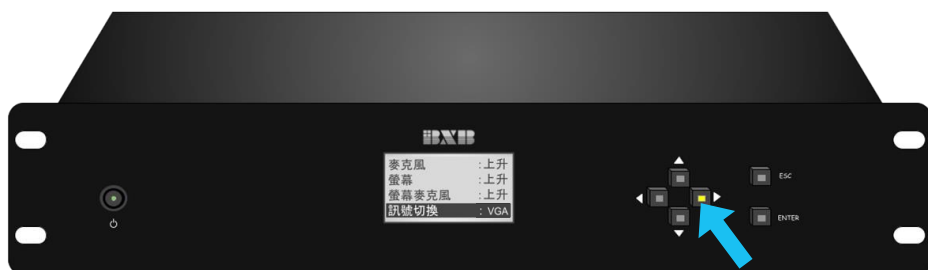 BXB
麥克風 :上升
螢幕 :上升
螢幕麥克風 :上升
訊號切換 : VGA
ESC
ENTER